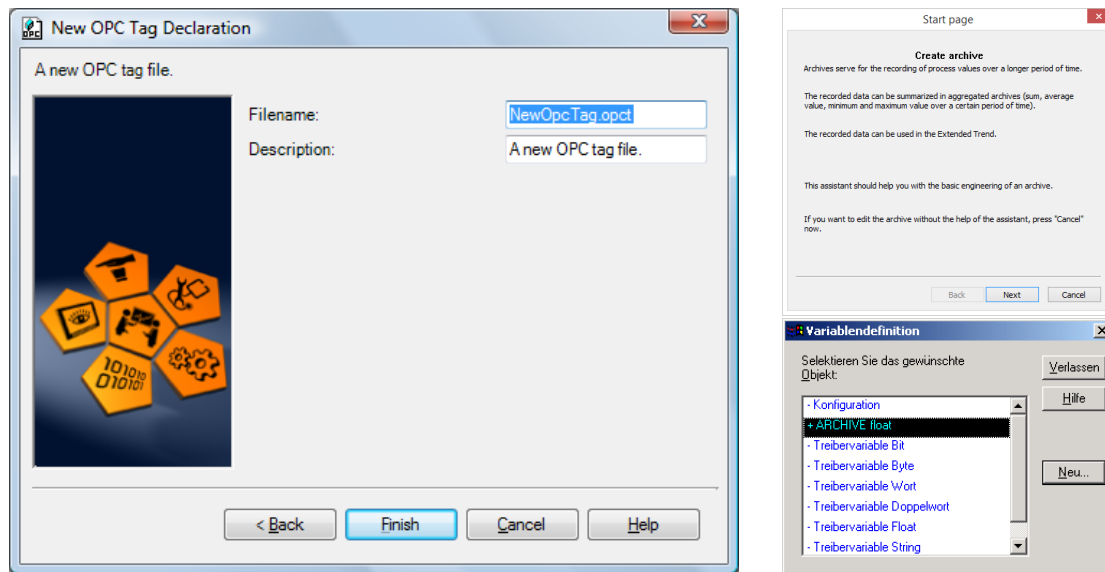 New OPC Tag Declaration
A new OPC tag file.
Filename:
NewOpcTag.opct
Description:
A new OPC tag file.
101010
010101
< Back
Finish
Cancel
Help
Start page
Create archive
Archives serve for the recording of process values over a longer period of time.
The recorded data can be summarized in aggregated archives (sum, average
value, minimum and maximum value over a certain period of time).
The recorded data can be used in the Extended Trend.
This assistant should help you with the basic engineering of an archive.
If you want to edit the archive without the help of the assistant, press "Cancel"
now.
Back
Next
Cancel
Variablendefinition
Selektieren Sie das gewünschte
Objekt:
- Konfiguration
+ ARCHIVE float
- Treibervariable Bit
- Treibervariable Byte
- Treibervariable Wort
- Treibervariable Doppelwort
- Treibervariable Float
- Treibervariable String
Verlassen
Hilfe
Neu...